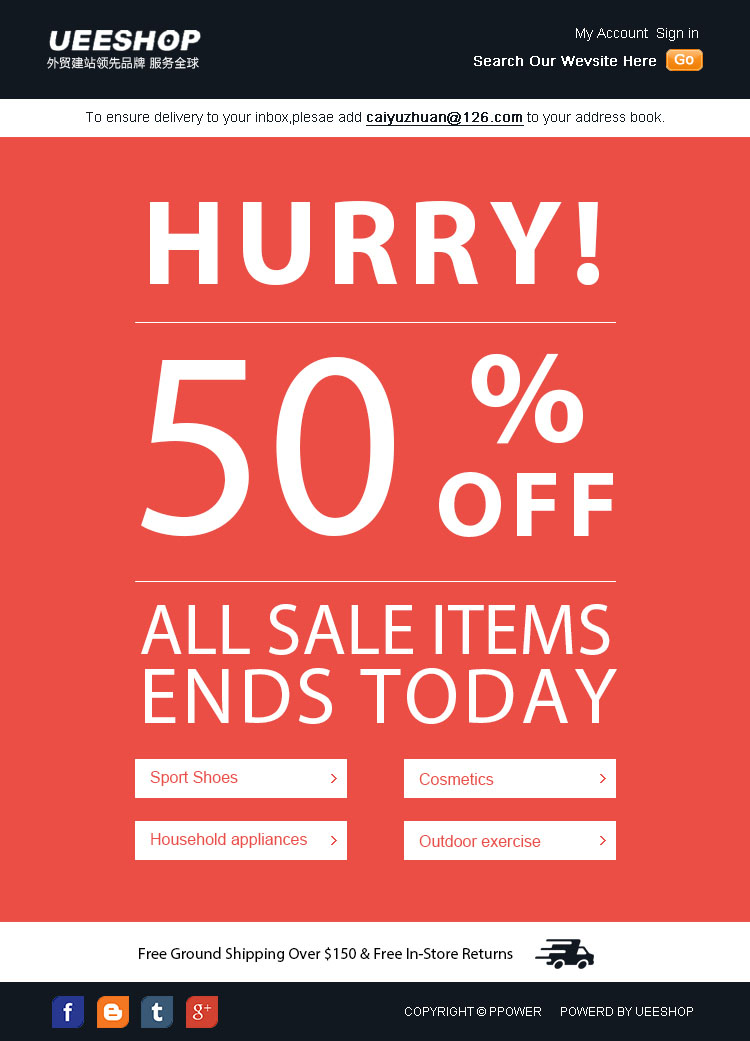 UEESHOP
外贸建站领先品牌 服务全球
My Account Sign in
Search Our Wevsite Here Go
To ensure delivery to your inbox,plesae add caiyuzhuan@126.com to your address book.
HURRY!
50 % OFF
ALL SALE ITEMS
ENDS TODAY
Sport Shoes
Cosmetics
Household appliances
Outdoor exercise
Free Ground Shipping Over $150 & Free In-Store Returns
f t g+
COPYRIGHT © PPOWER POWERD BY UEESHOP